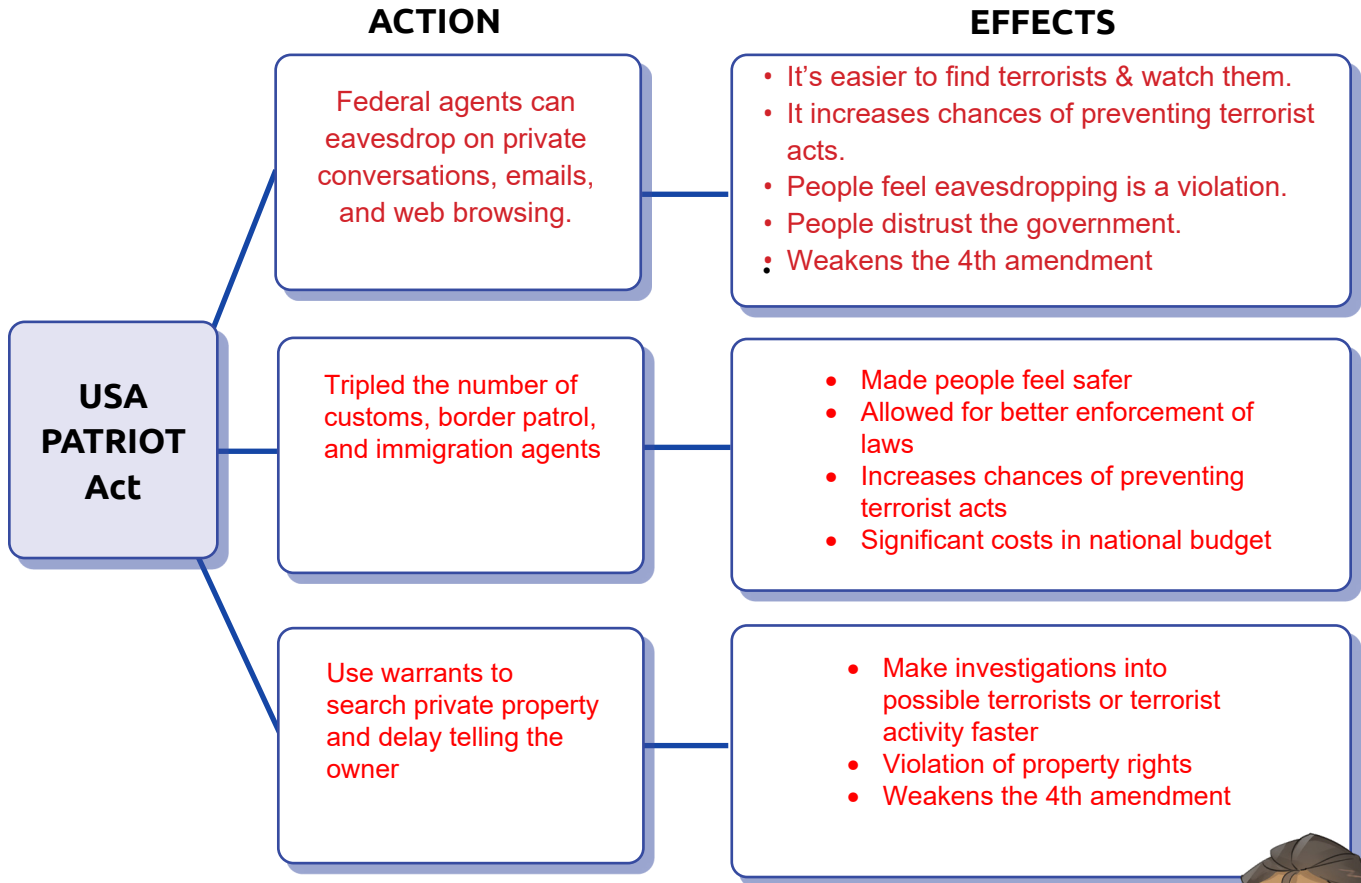 ACTION
EFFECTS
Federal agents can
eavesdrop on private
conversations, emails,
and web browsing.
• It's easier to find terrorists & watch them.
• It increases chances of preventing terrorist
acts.
• People feel eavesdropping is a violation.
• People distrust the government.
• Weakens the 4th amendment
USA
PATRIOT
Act
Tripled the number of
customs, border patrol,
and immigration agents
• Made people feel safer
• Allowed for better enforcement of
laws
• Increases chances of preventing
terrorist acts
• Significant costs in national budget
Use warrants to
search private property
and delay telling the
owner
• Make investigations into
possible terrorists or terrorist
activity faster
• Violation of property rights
• Weakens the 4th amendment